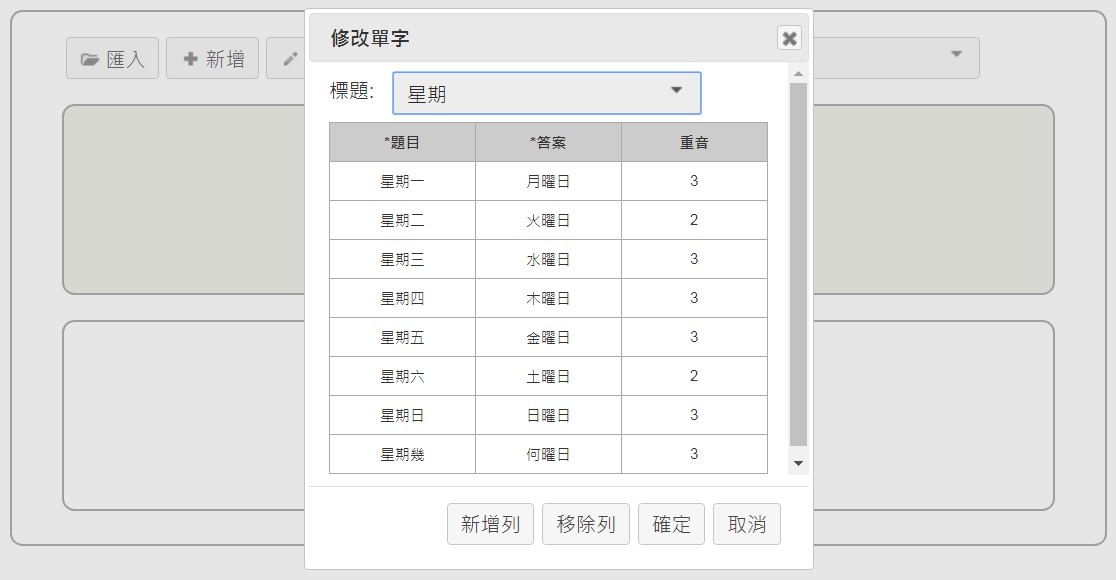 匯入 新增
修改單字
標題: 星期
*題目 *答案 重音
星期一 月曜日 3
星期二 火曜日 2
星期三 水曜日 3
星期四 木曜日 3
星期五 金曜日 3
星期六 土曜日 2
星期日 日曜日 3
星期幾 何曜日 3
新增列 移除列 確定 取消